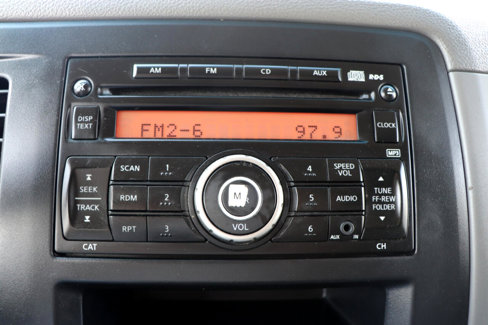 AM FM CD AUX RDS
DISP TEXT
FM2-6 97.9
CLOCK
MP3
SCAN 1 4 SPEED VOL
SEEK TRACK
RDM 2 M 5 AUDIO
TUNE FF·REW FOLDER
RPT 3 VOL 6 AUX IN
CAT CH